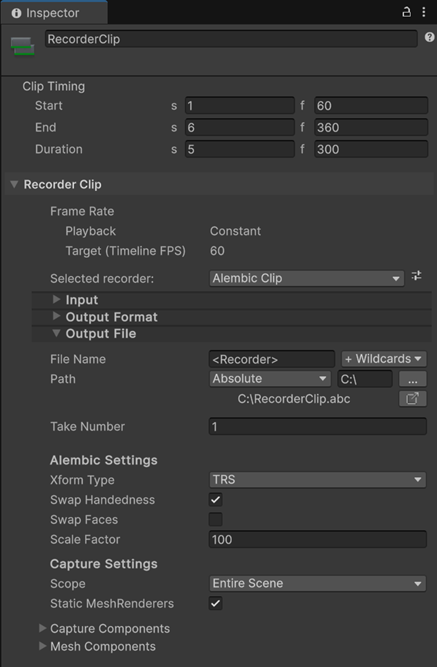 Inspector
RecorderClip
Clip Timing
Start s 1 f 60
End s 6 f 360
Duration s 5 f 300
Recorder Clip
Frame Rate
Playback Constant
Target (Timeline FPS) 60
Selected recorder: Alembic Clip
Input
Output Format
Output File
File Name <Recorder> + Wildcards
Path Absolute C:\ ...
C:\RecorderClip.abc
Take Number 1
Alembic Settings
Xform Type TRS
Swap Handedness
Swap Faces
Scale Factor 100
Capture Settings
Scope Entire Scene
Static MeshRenderers
Capture Components
Mesh Components